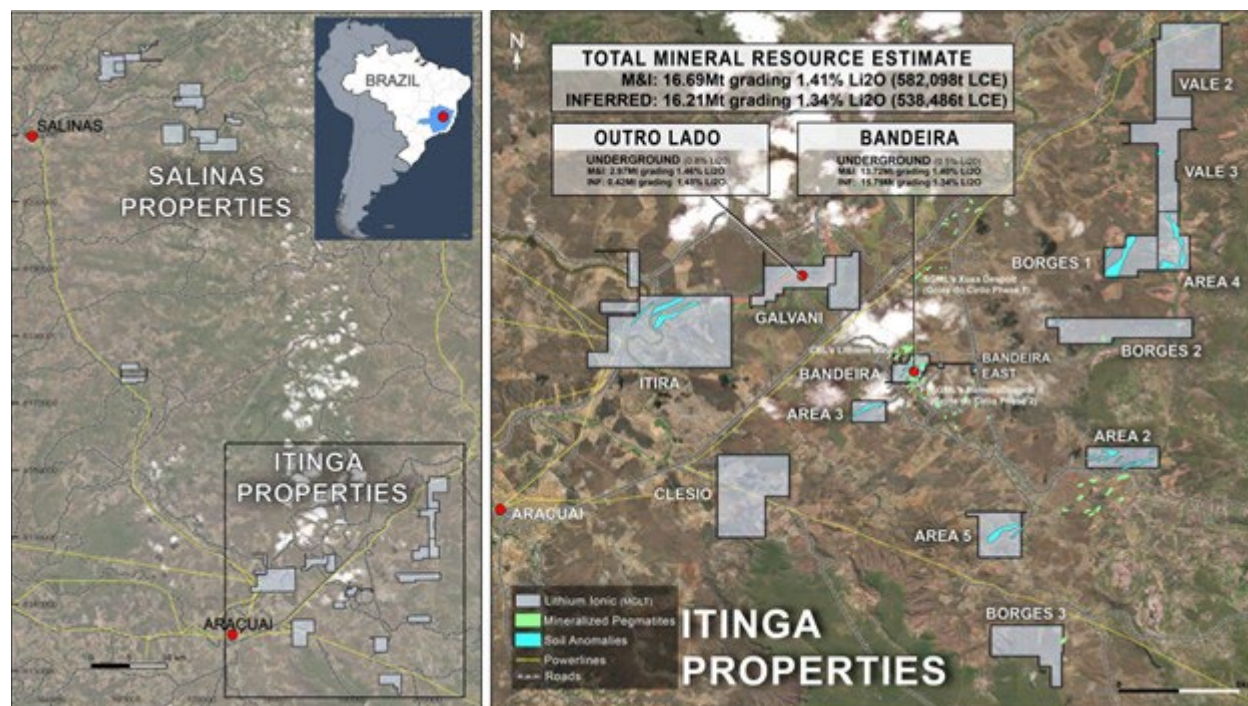 BRAZIL
SALINAS
SALINAS
PROPERTIES
ITINGA
PROPERTIES
ARACUAI
N
TOTAL MINERAL RESOURCE ESTIMATE
M&I: 16.69Mt grading 1.41% Li2O (582,098t LCE)
INFERRED: 16.21Mt grading 1.34% Li2O (538,486t LCE)
OUTRO LADO
UNDERGROUND
M&I: 2.97Mt grading 1.46% Li2O
INF: 0.42Mt grading 1.48% Li2O
BANDEIRA
UNDERGROUND (0.5% Li2O)
M&I: 13.72Mt grading 1.40% Li2O
INF: 15.79Mt grading 1.34% Li2O
VALE 2
VALE 3
BORGES 1
AREA 4
GALVANI
ITIRA
BORGES 2
BANDEIRA
BANDEIRA
EAST
AREA 3
AREA 2
CLESIO
ARACUAI
AREA 5
BORGES 3
Lithium Ionic (MGLT)
Mineralized Pegmatites
Soil Anomalies
Powerlines
Roads
ITINGA
PROPERTIES